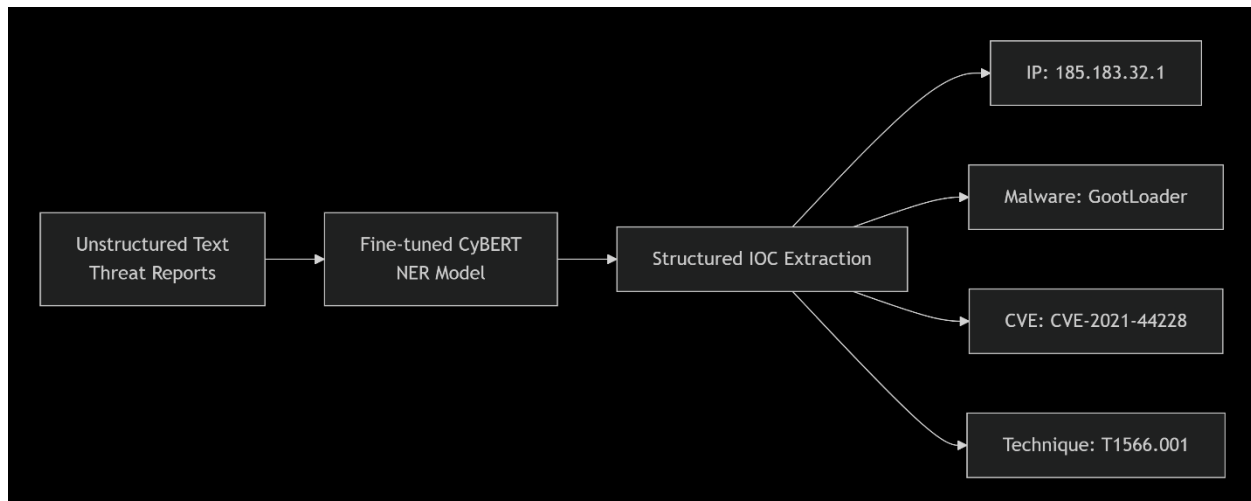 Unstructured Text
Threat Reports
Fine-tuned CyBERT
NER Model
Structured IOC Extraction
IP: 185.183.32.1
Malware: GootLoader
CVE: CVE-2021-44228
Technique: T1566.001